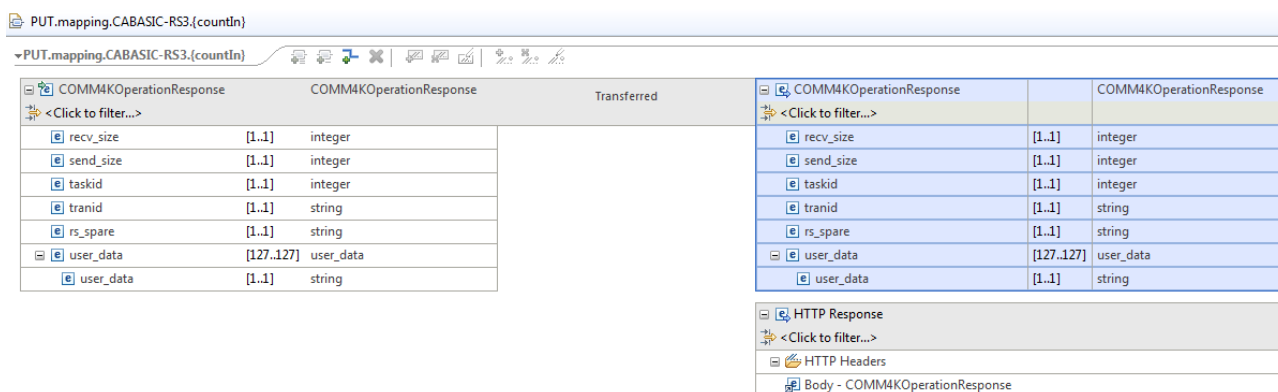 PUT.mapping.CABASIC-RS3.{countIn}
PUT.mapping.CABASIC-RS3.{countIn}
COMM4KOperationResponse COMM4KOperationResponse Transferred COMM4KOperationResponse COMM4KOperationResponse
<Click to filter...> <Click to filter...>
recv_size [1..1] integer recv_size [1..1] integer
send_size [1..1] integer send_size [1..1] integer
taskid [1..1] integer taskid [1..1] integer
tranid [1..1] string tranid [1..1] string
rs_spare [1..1] string rs_spare [1..1] string
user_data [127..127] user_data user_data [127..127] user_data
user_data [1..1] string user_data [1..1] string
HTTP Response
<Click to filter...>
HTTP Headers
Body - COMM4KOperationResponse